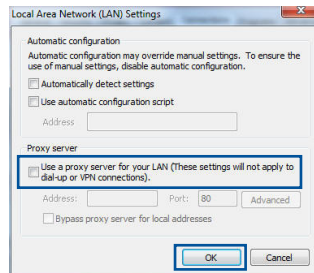 Local Area Network (LAN) Settings
Automatic configuration
Automatic configuration may override manual settings. To ensure the
use of manual settings, disable automatic configuration.
Automatically detect settings
Use automatic configuration script
Address
Proxy server
Use a proxy server for your LAN (These settings will not apply to
dial-up or VPN connections).
Address: Port: 80 Advanced
Bypass proxy server for local addresses
OK Cancel